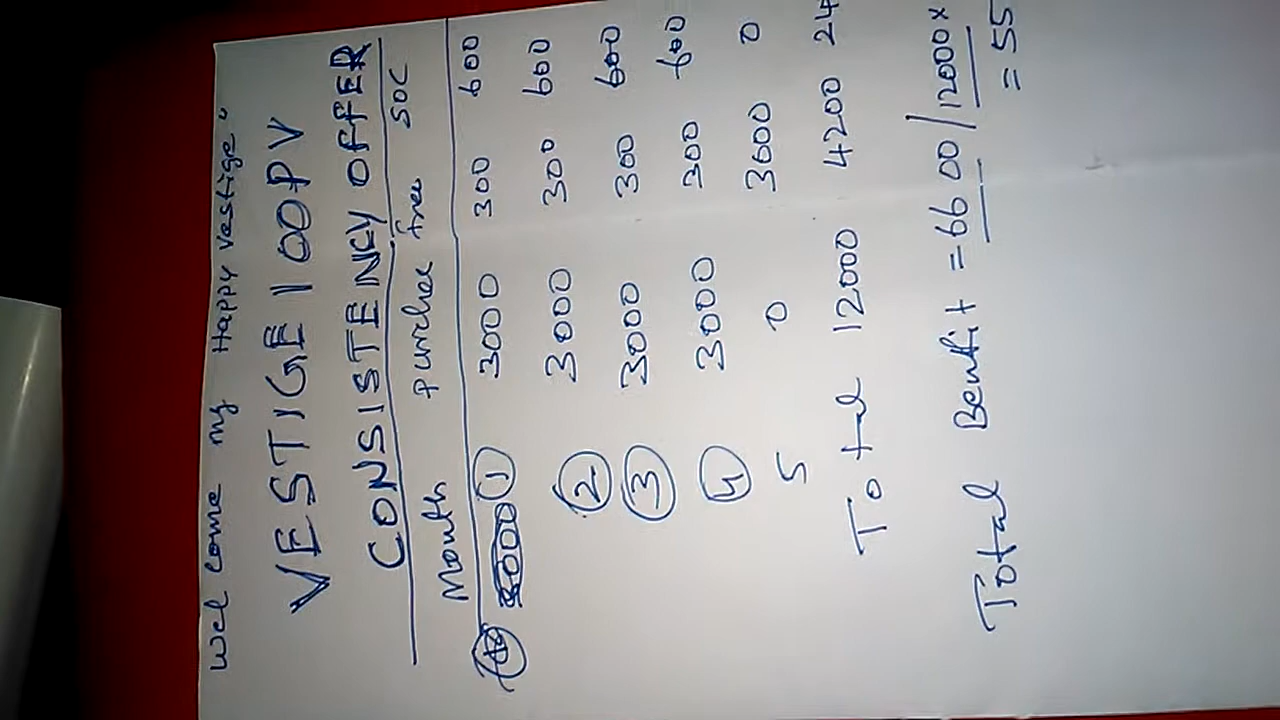 Wel come my Happy Vestige"
VESTIGE 100PV
CONSISTENCY OFFER
Month purches free SOC
① 3000 300 600
② 3000 300 600
③ 3000 300 600
④ 3000 300 600
5 0 3600 0
Total 12000 4200 24
Total Benfit = 6600/12000×
= 55